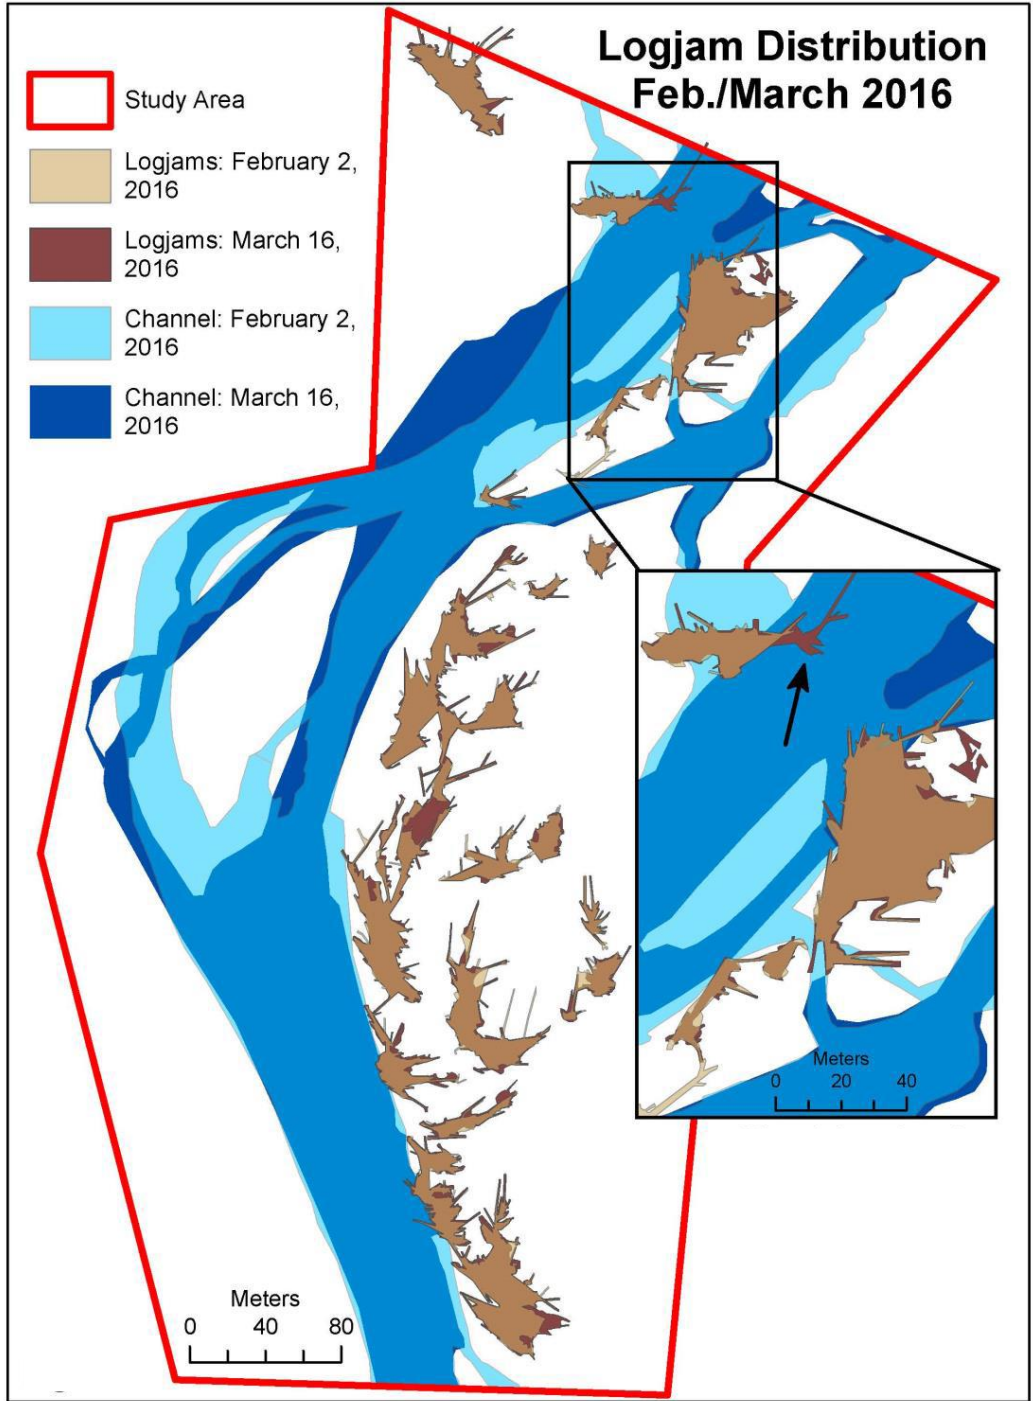 Logjam Distribution
Feb./March 2016
Study Area
Logjams: February 2,
2016
Logjams: March 16,
2016
Channel: February 2,
2016
Channel: March 16,
2016
Meters
0 20 40
Meters
0 40 80